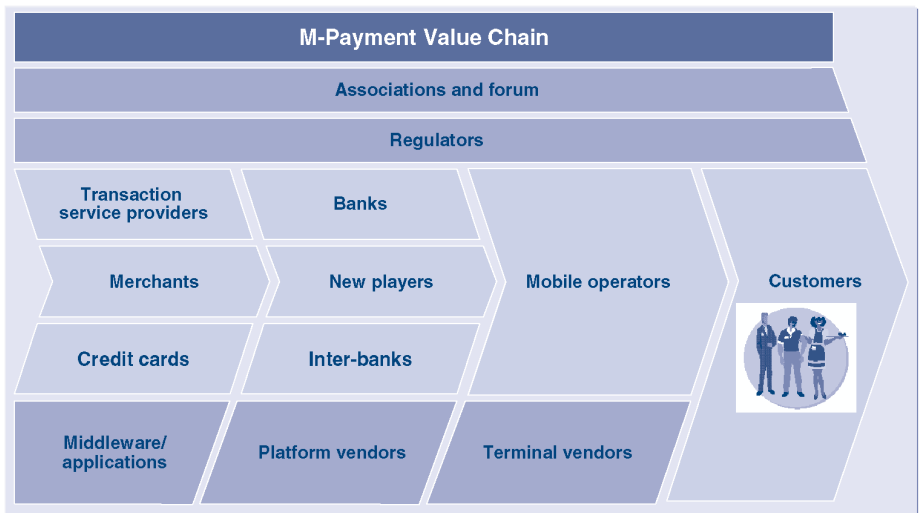 M-Payment Value Chain
Associations and forum
Regulators
Transaction
service providers
Banks
Merchants
New players
Mobile operators
Customers
Credit cards
Inter-banks
Middleware/
applications
Platform vendors
Terminal vendors